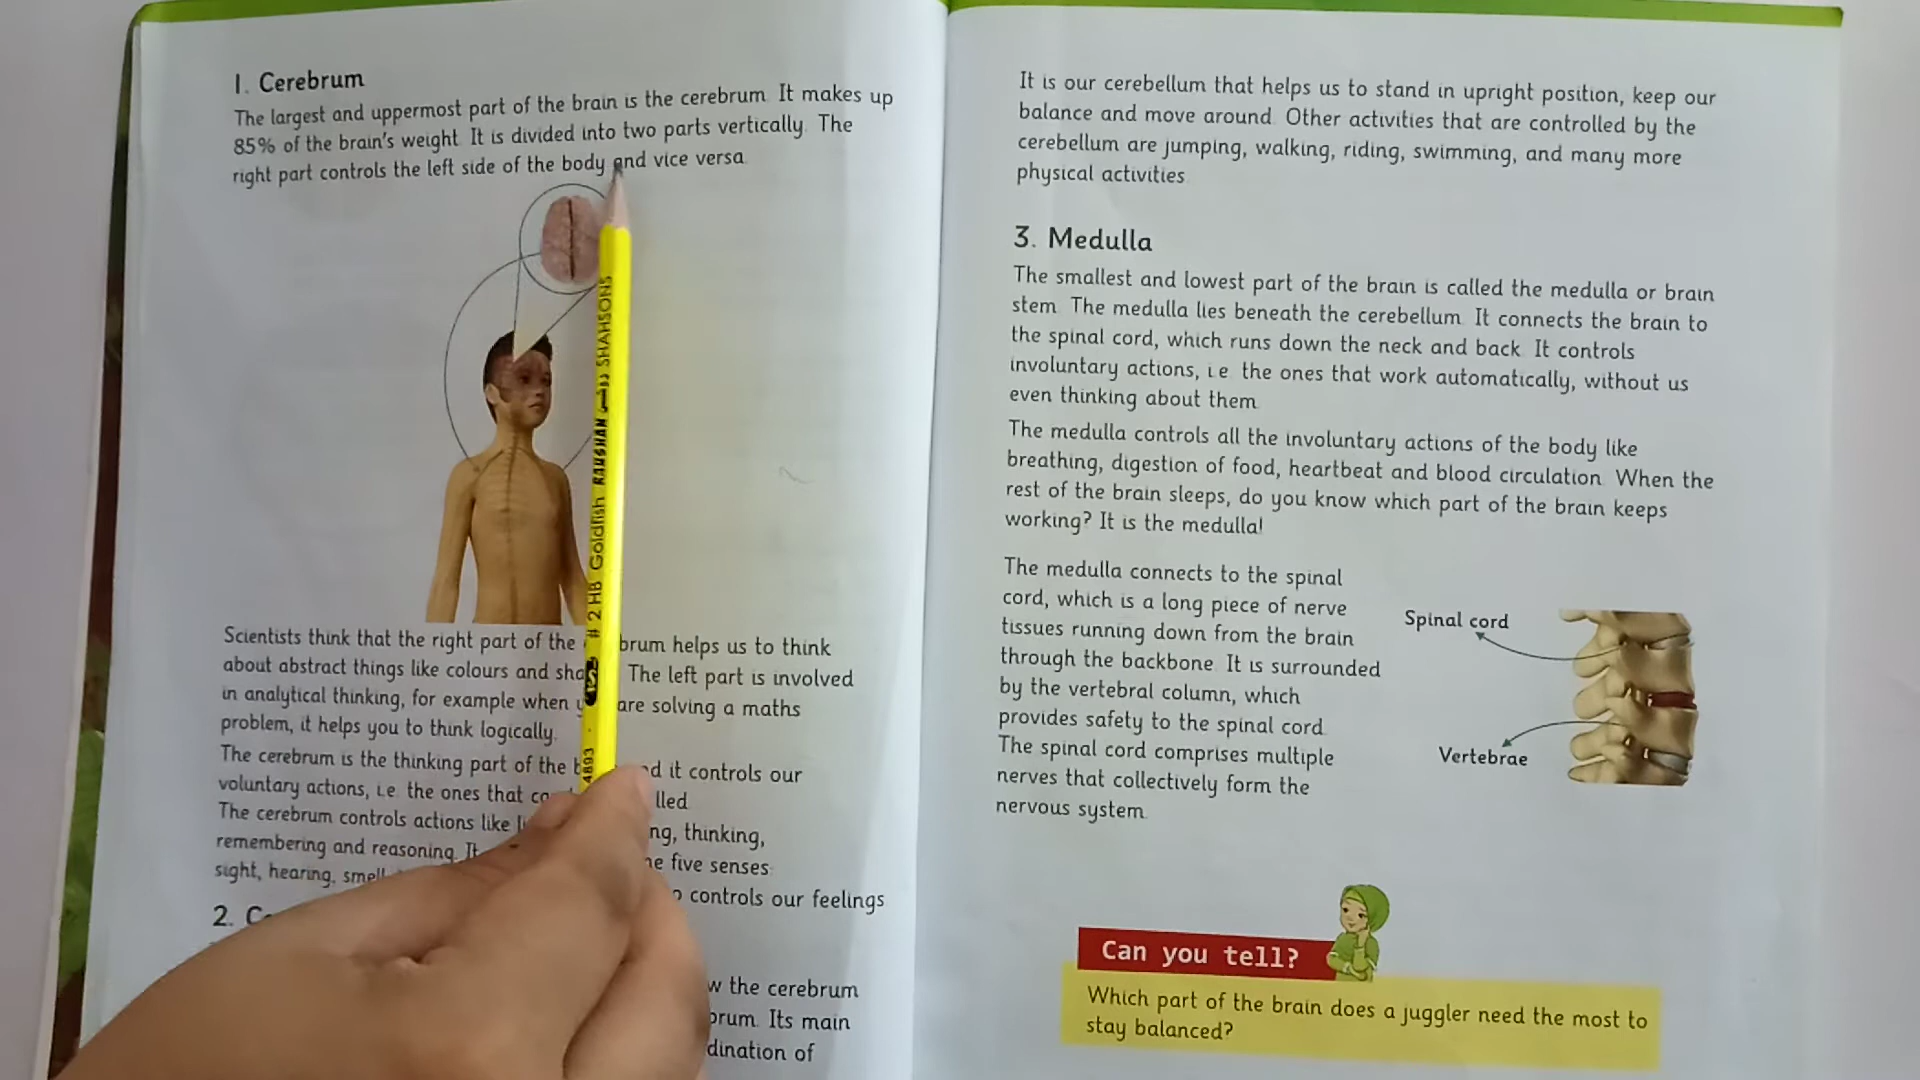 1. Cerebrum
The largest and uppermost part of the brain is the cerebrum. It makes up
85% of the brain's weight. It is divided into two parts vertically. The
right part controls the left side of the body and vice versa.
Scientists think that the right part of the brum helps us to think
about abstract things like colours and sha The left part is involved
in analytical thinking, for example when y are solving a maths
problem, it helps you to think logically.
The cerebrum is the thinking part of the b nd it controls our
voluntary actions, i.e. the ones that co lled.
The cerebrum controls actions like ng, thinking,
remembering and reasoning. It he five senses:
sight, hearing, smell
o controls our feelings
2. C
w the cerebrum
brum. Its main
dination of
# 2 HB Goldfish RAUSHAN SHAHSONS
4893
It is our cerebellum that helps us to stand in upright position, keep our
balance and move around. Other activities that are controlled by the
cerebellum are jumping, walking, riding, swimming, and many more
physical activities.
3. Medulla
The smallest and lowest part of the brain is called the medulla or brain
stem. The medulla lies beneath the cerebellum. It connects the brain to
the spinal cord, which runs down the neck and back. It controls
involuntary actions, i.e. the ones that work automatically, without us
even thinking about them.
The medulla controls all the involuntary actions of the body like
breathing, digestion of food, heartbeat and blood circulation. When the
rest of the brain sleeps, do you know which part of the brain keeps
working? It is the medulla!
The medulla connects to the spinal
cord, which is a long piece of nerve
tissues running down from the brain
through the backbone. It is surrounded
by the vertebral column, which
provides safety to the spinal cord.
The spinal cord comprises multiple
nerves that collectively form the
nervous system.
Spinal cord
Vertebrae
Can you tell?
Which part of the brain does a juggler need the most to
stay balanced?